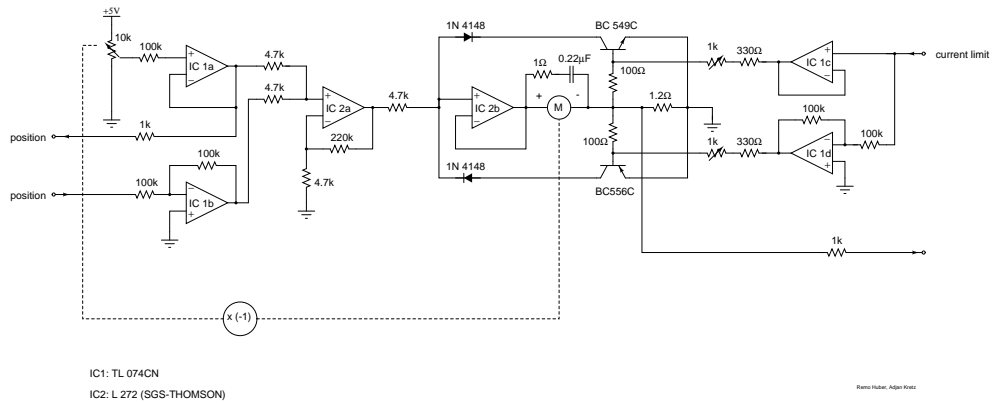 +5V
10k
100k
+
-
IC 1a
4.7k
4.7k
position
1k
position
100k
100k
-
+
IC 1b
+
-
IC 2a
220k
4.7k
4.7k
1N 4148
1N 4148
+
-
IC 2b
1Ω
0.22µF
+
-
M
BC 549C
100Ω
1.2Ω
100Ω
BC556C
1k
330Ω
+
-
IC 1c
current limit
100k
1k
330Ω
-
+
IC 1d
100k
1k
x (-1)
IC1: TL 074CN
IC2: L 272 (SGS-THOMSON)
Remo Huber, Adjan Kretz